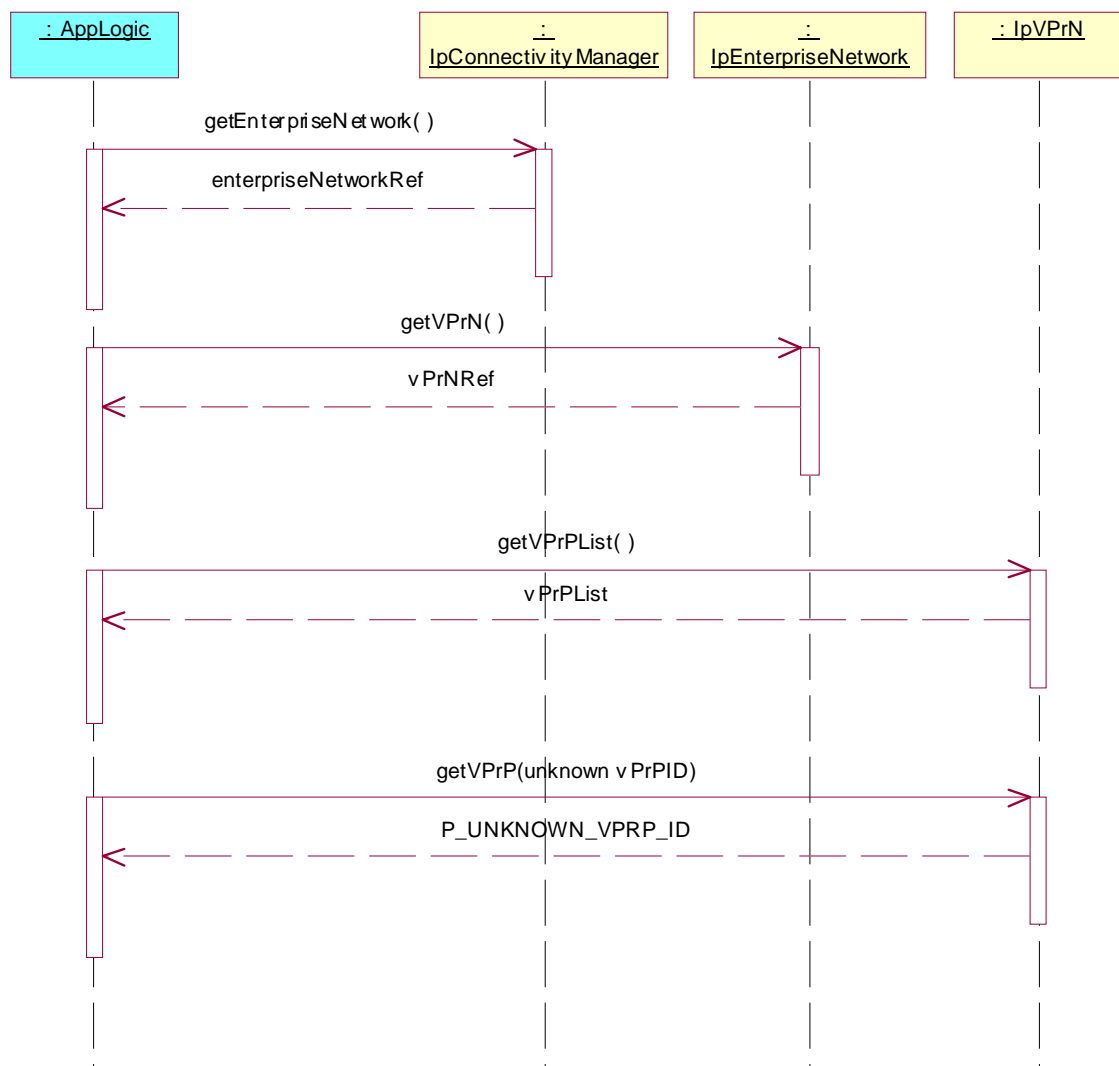 : AppLogic
:
IpConnectivityManager
:
IpEnterpriseNetwork
: IpVPrN
getEnterpriseNetwork( )
enterpriseNetworkRef
getVPrN( )
vPrNRef
getVPrPList( )
vPrPList
getVPrP(unknown vPrPID)
P_UNKNOWN_VPRP_ID